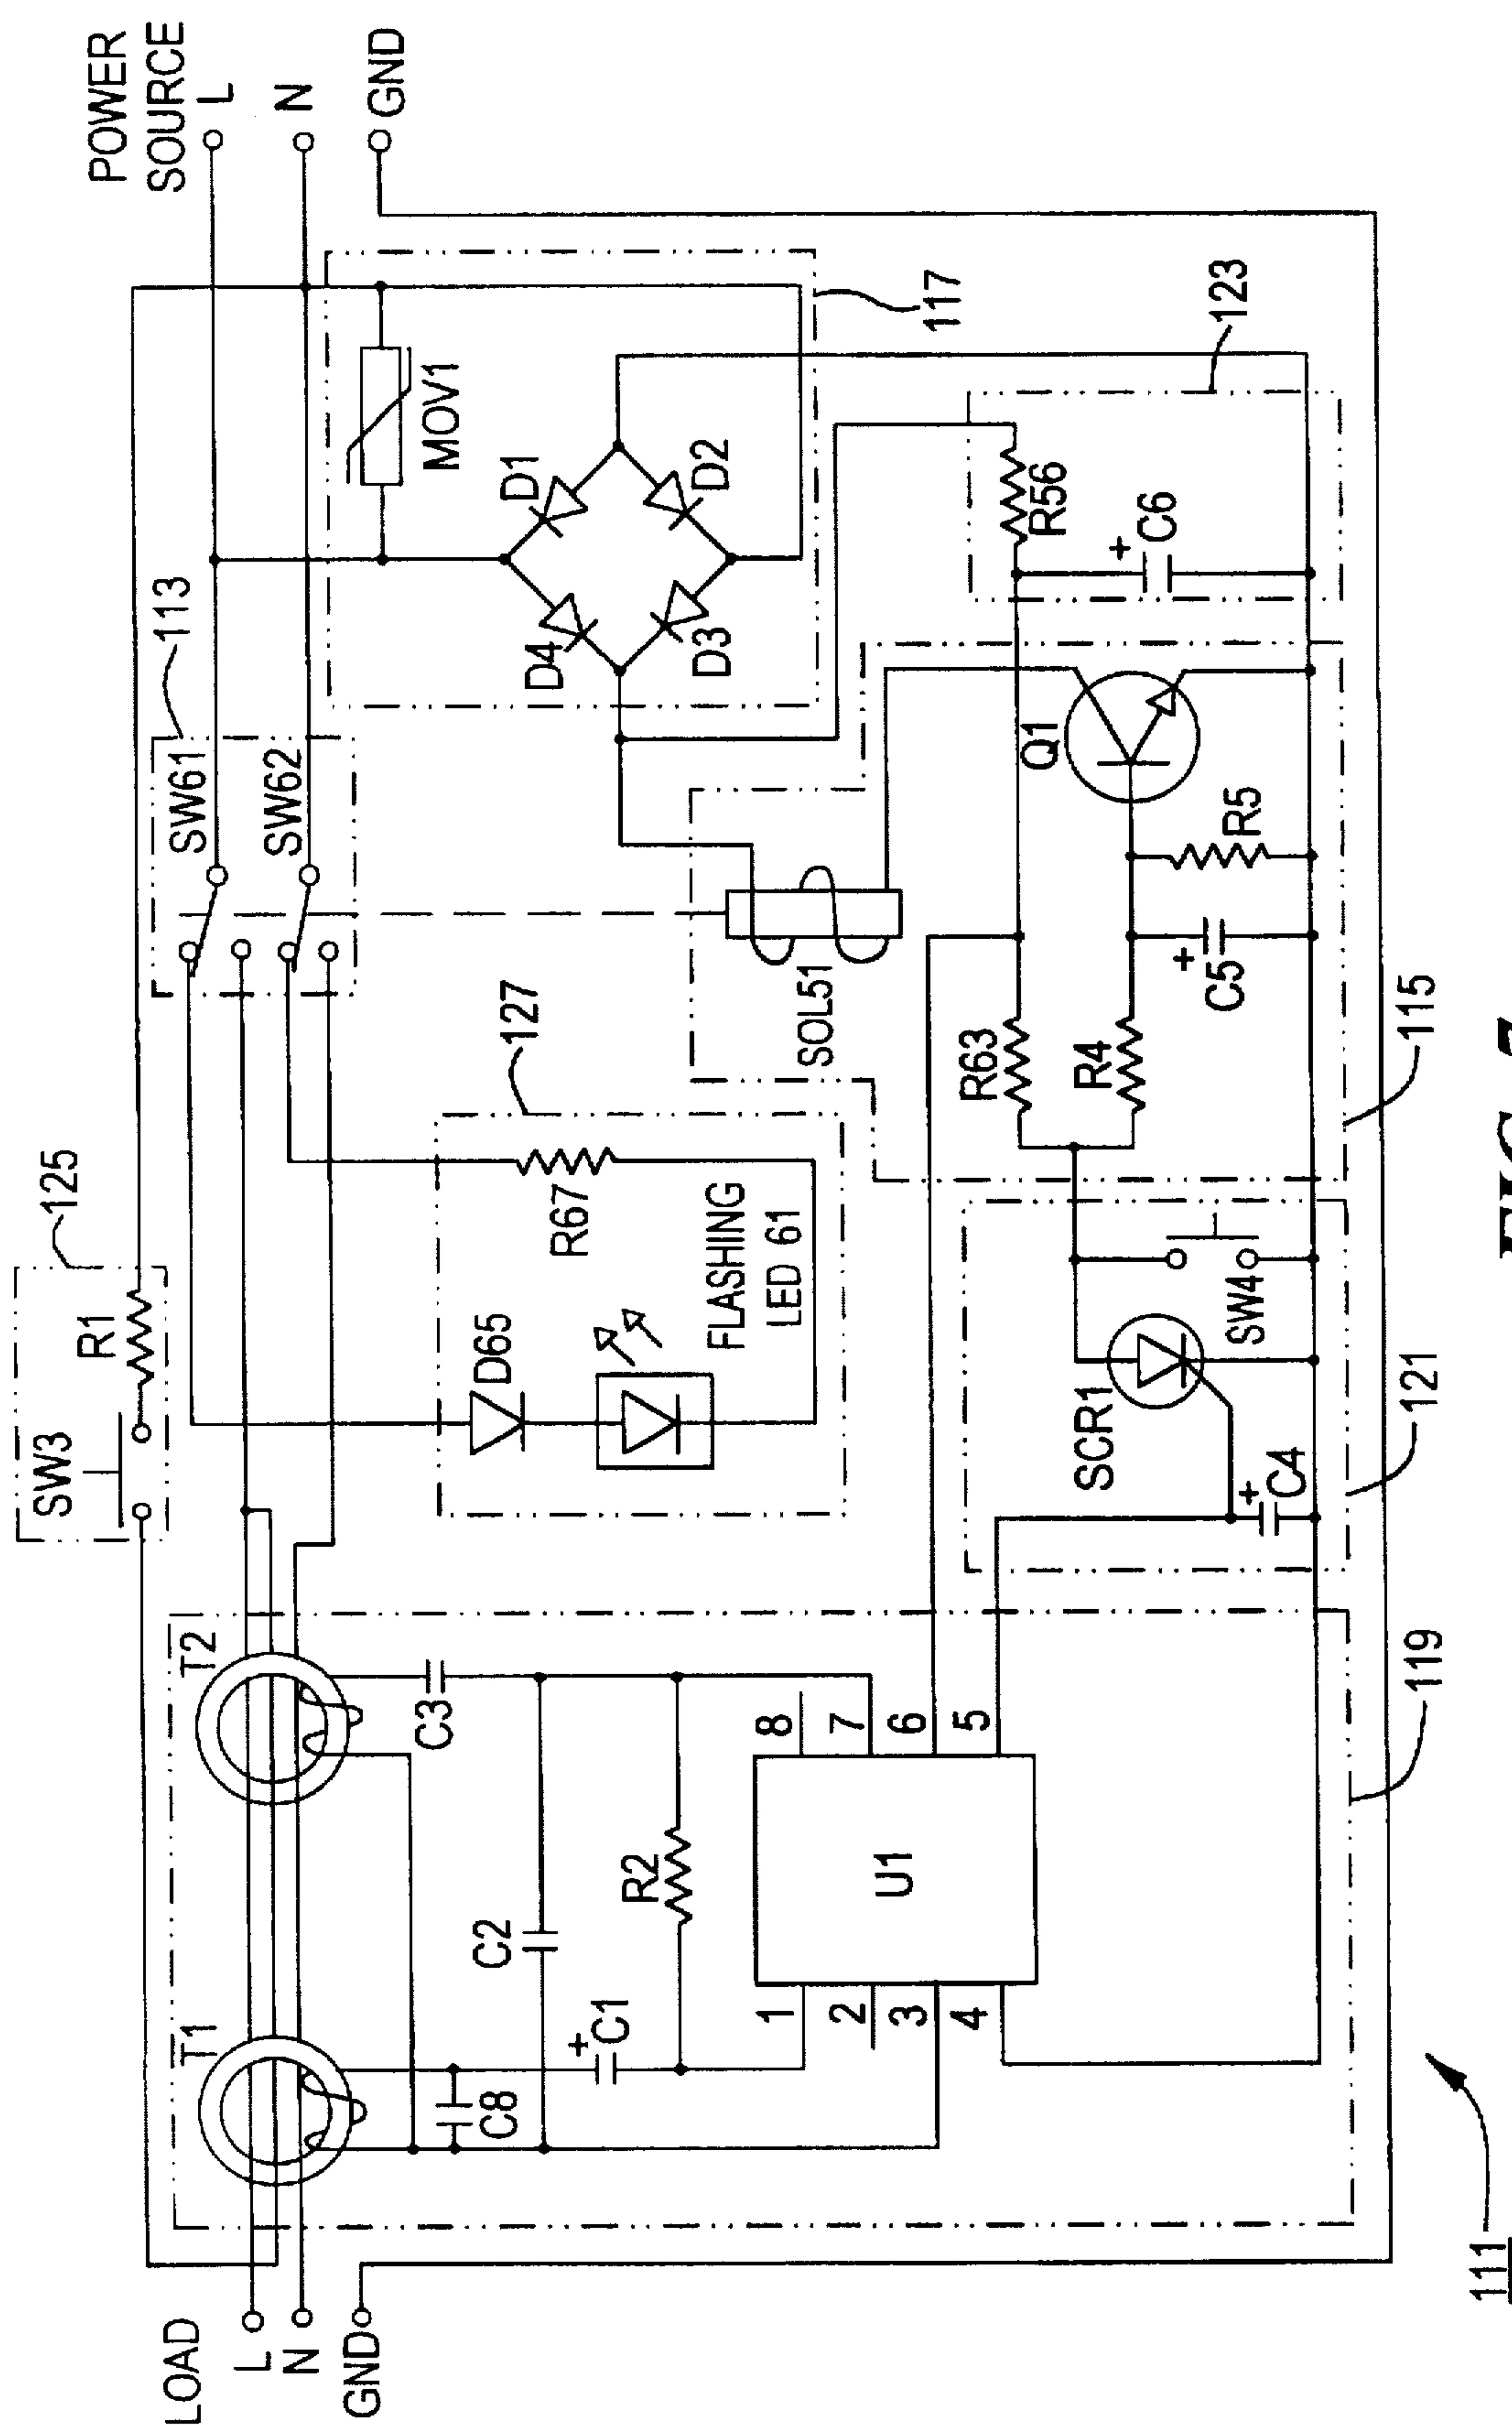 LOAD
L
N
GND
POWER
SOURCE
L
N
GND
125
SW3
R1
113
SW61
SW62
T1
T2
C3
C8
C2
C1
+
R2
U1
1
2
3
4
8
7
6
5
119
127
D65
R67
FLASHING
LED 61
SOL51
MOV1
D1
D2
D3
D4
117
SCR1
SW4
C4
+
121
R63
R4
C5
+
R5
Q1
115
R56
C6
+
123
111